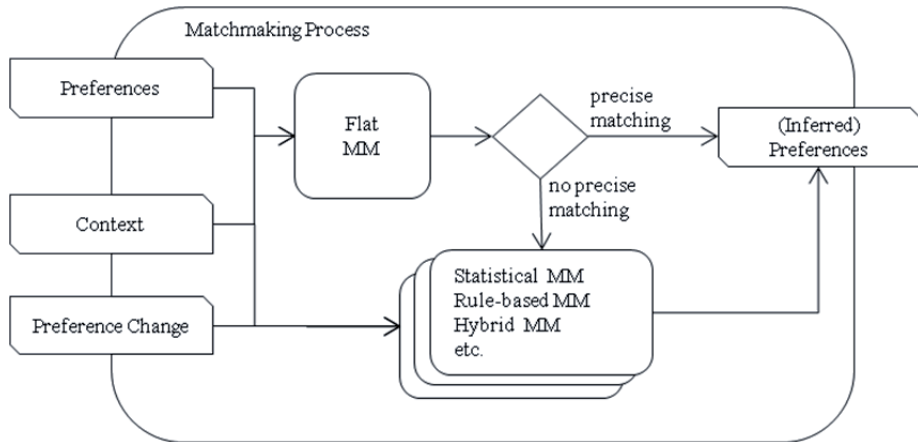 Matchmaking Process
Preferences
Flat
MM
precise
matching
(Inferred)
Preferences
no precise
matching
Context
Statistical MM
Rule-based MM
Hybrid MM
etc.
Preference Change